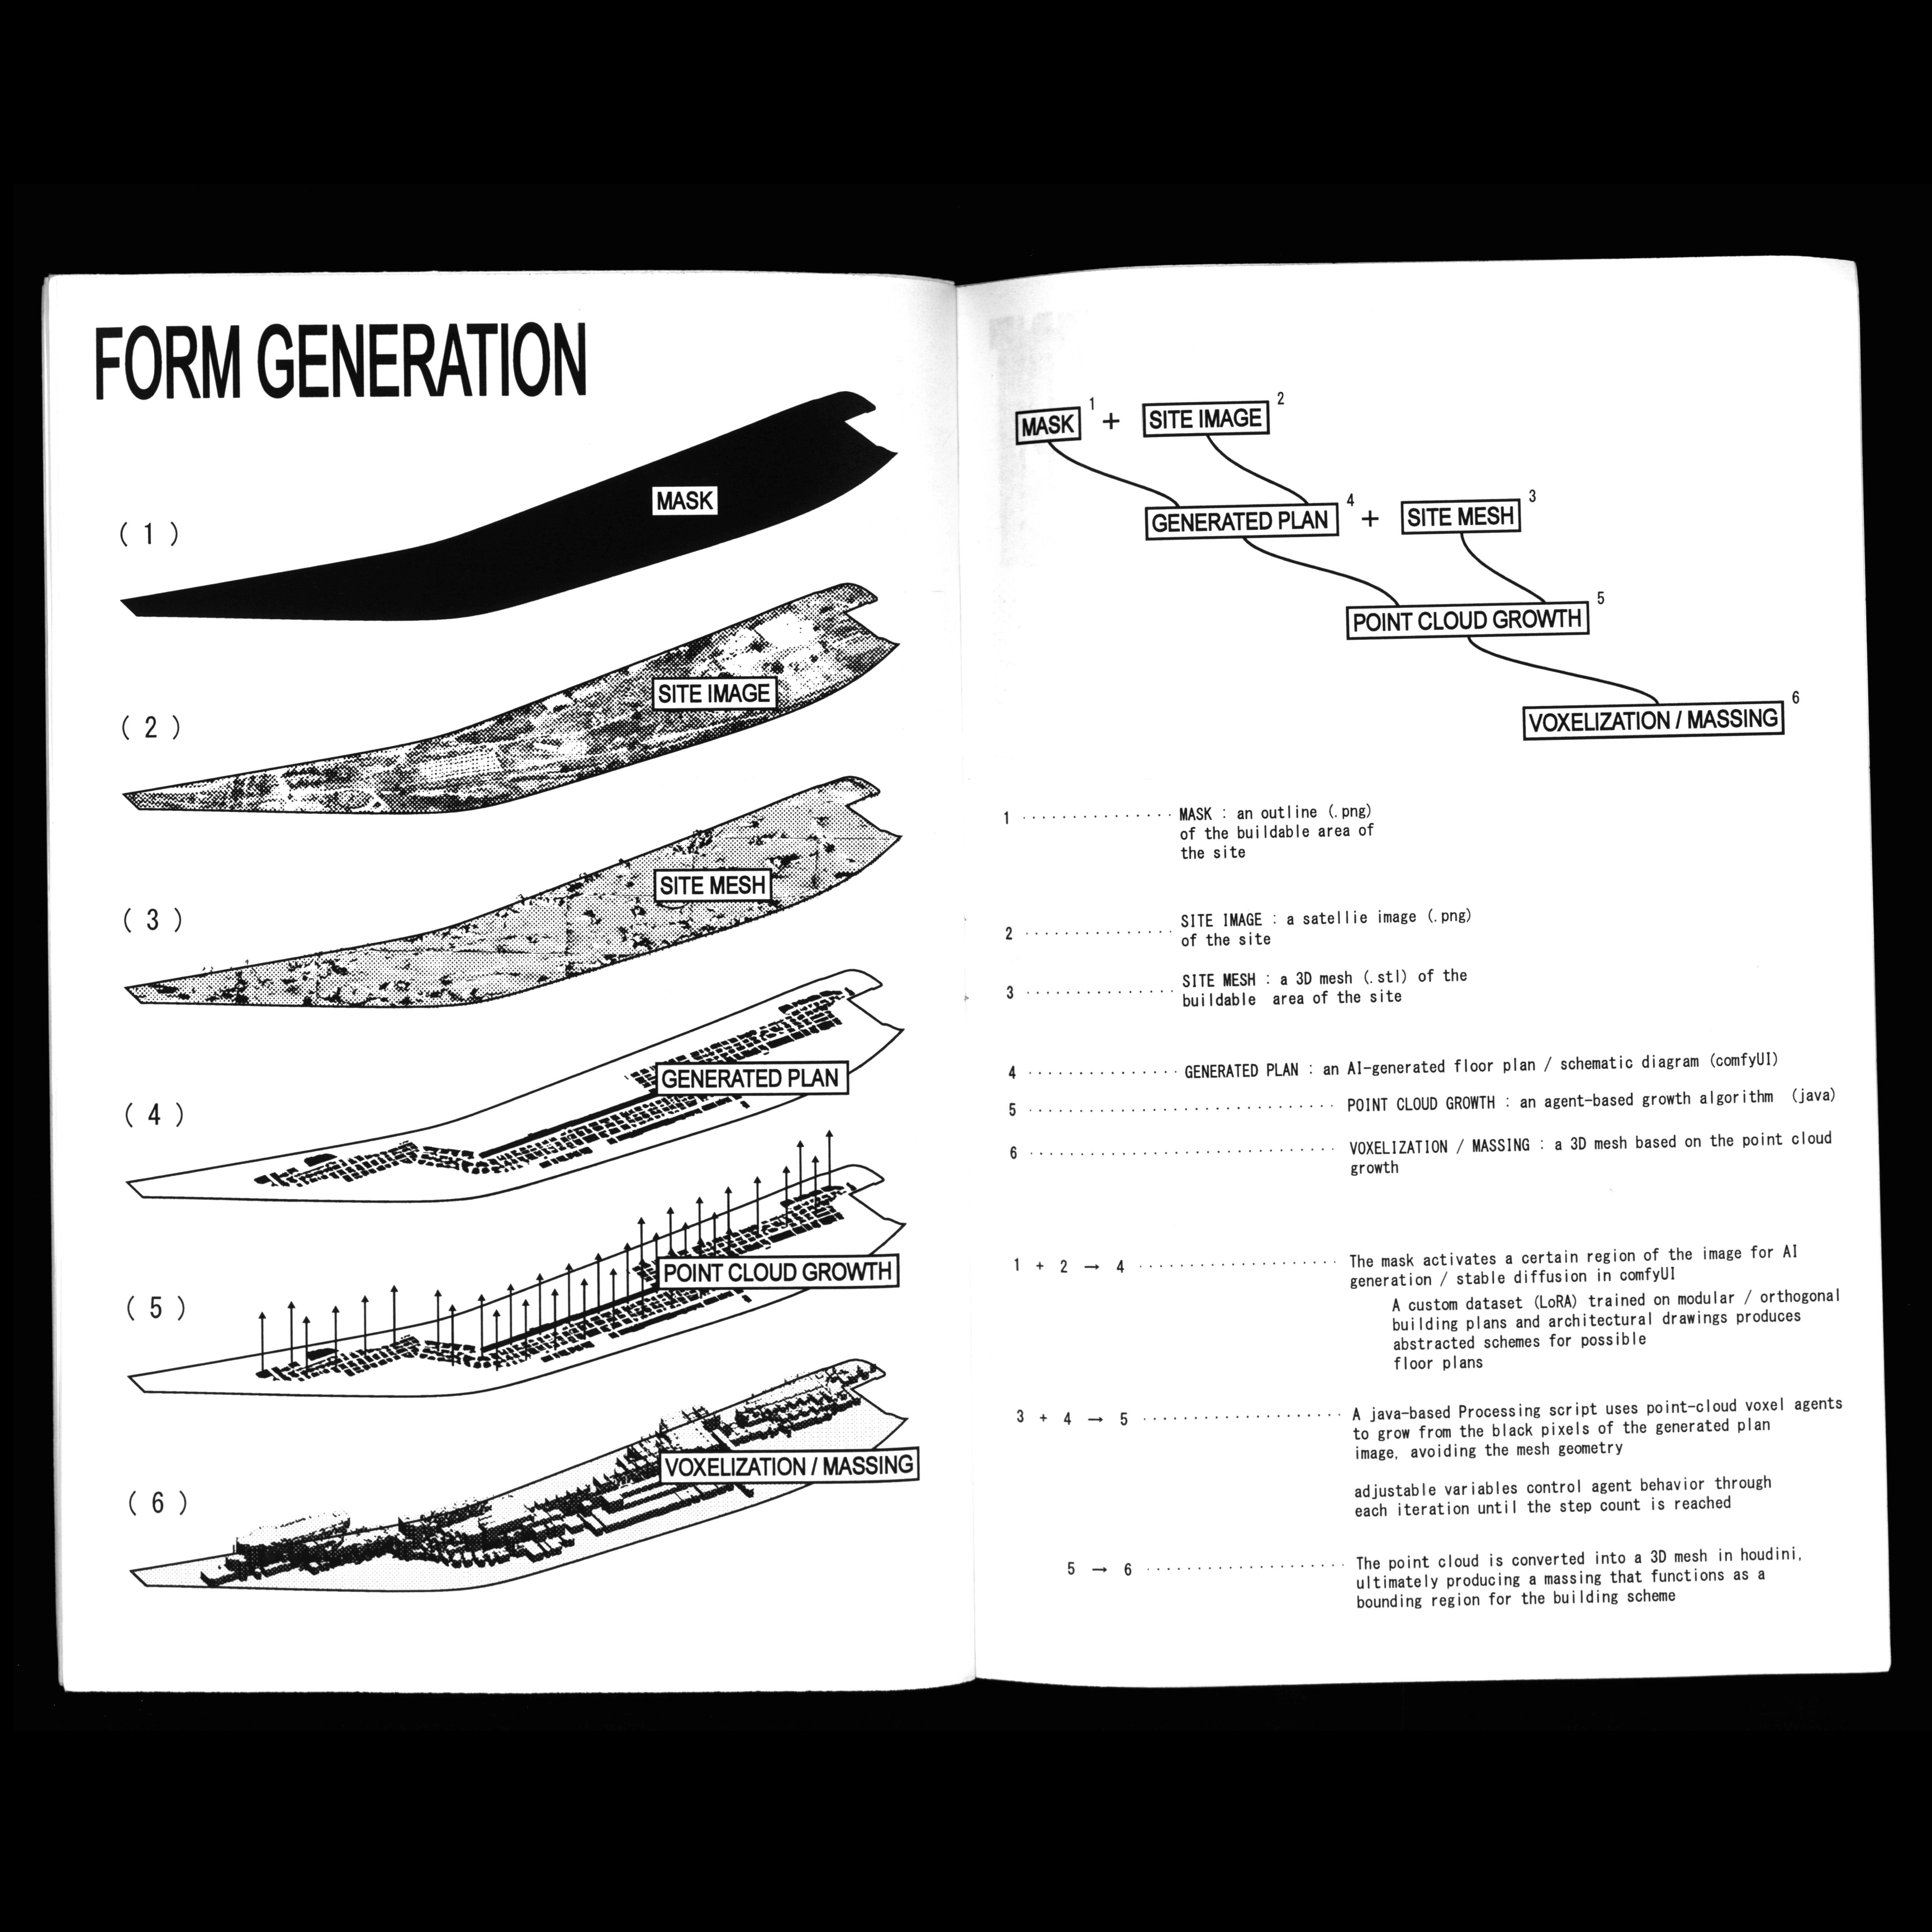 FORM GENERATION
( 1 )
MASK
( 2 )
SITE IMAGE
( 3 )
SITE MESH
( 4 )
GENERATED PLAN
( 5 )
POINT CLOUD GROWTH
( 6 )
VOXELIZATION / MASSING
MASK 1 + SITE IMAGE 2
GENERATED PLAN 4 + SITE MESH 3
POINT CLOUD GROWTH 5
VOXELIZATION / MASSING 6
1 ............... MASK : an outline (.png)
of the buildable area of
the site
2 ............... SITE IMAGE : a satellie image (.png)
of the site
3 ............... SITE MESH : a 3D mesh (.stl) of the
buildable area of the site
4 ............... GENERATED PLAN : an AI-generated floor plan / schematic diagram (comfyUI)
5 ............................... POINT CLOUD GROWTH : an agent-based growth algorithm (java)
6 ............................... VOXELIZATION / MASSING : a 3D mesh based on the point cloud
growth
1 + 2 → 4 .................... The mask activates a certain region of the image for AI
generation / stable diffusion in comfyUI
A custom dataset (LoRA) trained on modular / orthogonal
building plans and architectural drawings produces
abstracted schemes for possible
floor plans
3 + 4 → 5 .................... A java-based Processing script uses point-cloud voxel agents
to grow from the black pixels of the generated plan
image, avoiding the mesh geometry
adjustable variables control agent behavior through
each iteration until the step count is reached
5 → 6 .................... The point cloud is converted into a 3D mesh in houdini,
ultimately producing a massing that functions as a
bounding region for the building scheme